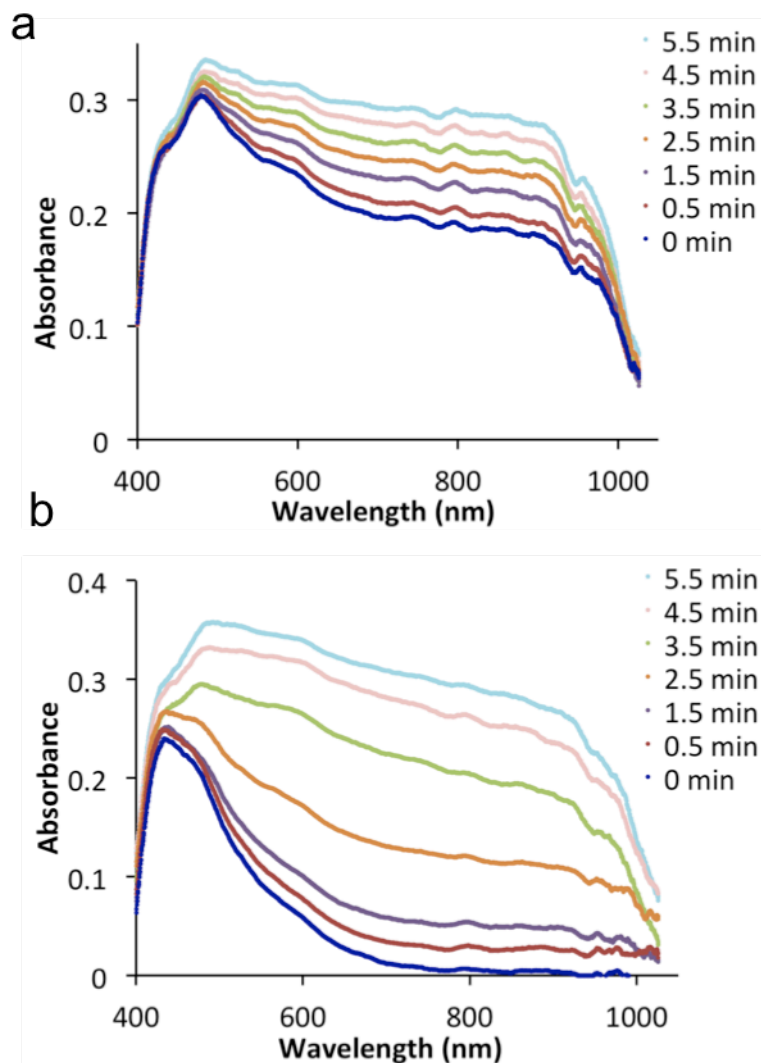 a
Absorbance
0.3
0.2
0.1
0
400
600
800
1000
Wavelength (nm)
5.5 min
4.5 min
3.5 min
2.5 min
1.5 min
0.5 min
0 min
b
Absorbance
0.4
0.3
0.2
0.1
0
400
600
800
1000
Wavelength (nm)
5.5 min
4.5 min
3.5 min
2.5 min
1.5 min
0.5 min
0 min